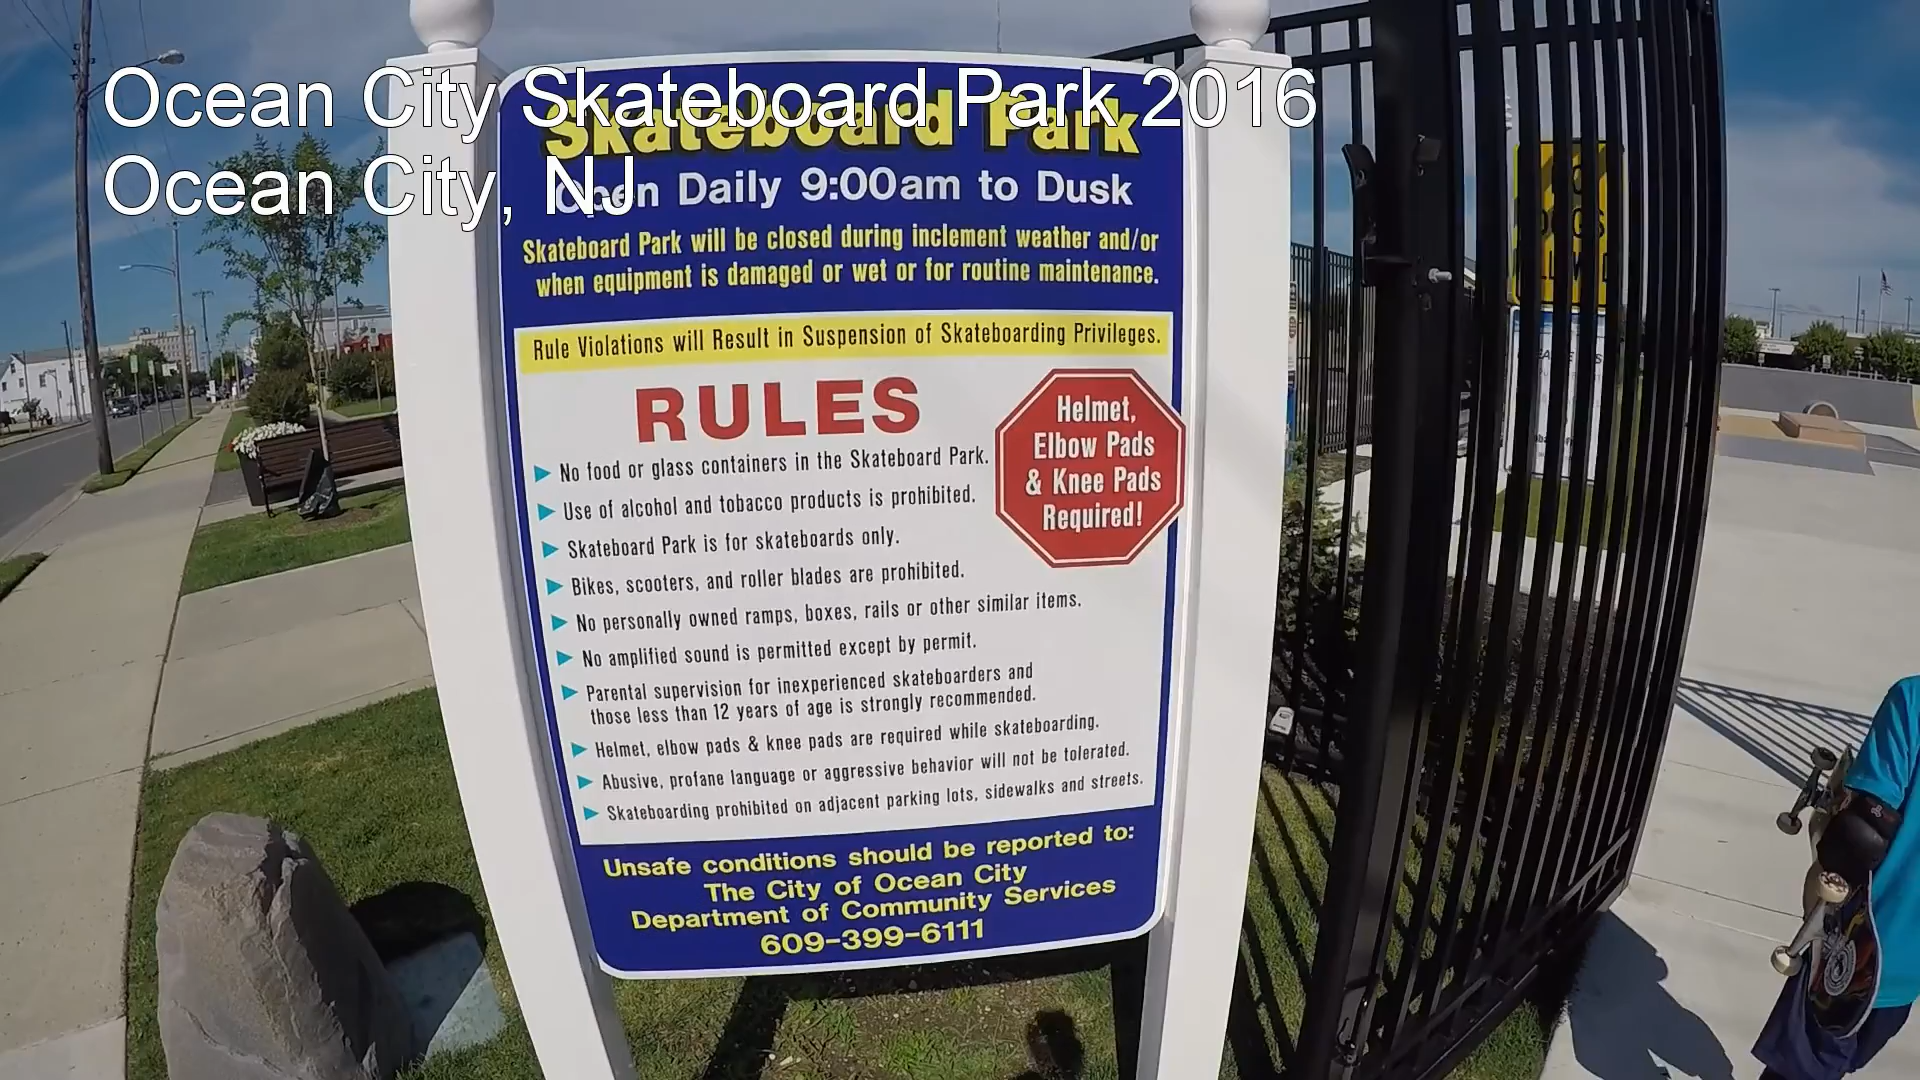 Ocean City Skateboard Park 2016
Ocean City, NJ
Skateboard Park
Open Daily 9:00am to Dusk
Skateboard Park will be closed during inclement weather and/or
when equipment is damaged or wet or for routine maintenance.
Rule Violations will Result in Suspension of Skateboarding Privileges.
RULES
Helmet,
Elbow Pads
& Knee Pads
Required!
► No food or glass containers in the Skateboard Park.
► Use of alcohol and tobacco products is prohibited.
► Skateboard Park is for skateboards only.
► Bikes, scooters, and roller blades are prohibited.
► No personally owned ramps, boxes, rails or other similar items.
► No amplified sound is permitted except by permit.
► Parental supervision for inexperienced skateboarders and
those less than 12 years of age is strongly recommended.
► Helmet, elbow pads & knee pads are required while skateboarding.
► Abusive, profane language or aggressive behavior will not be tolerated.
► Skateboarding prohibited on adjacent parking lots, sidewalks and streets.
Unsafe conditions should be reported to:
The City of Ocean City
Department of Community Services
609-399-6111